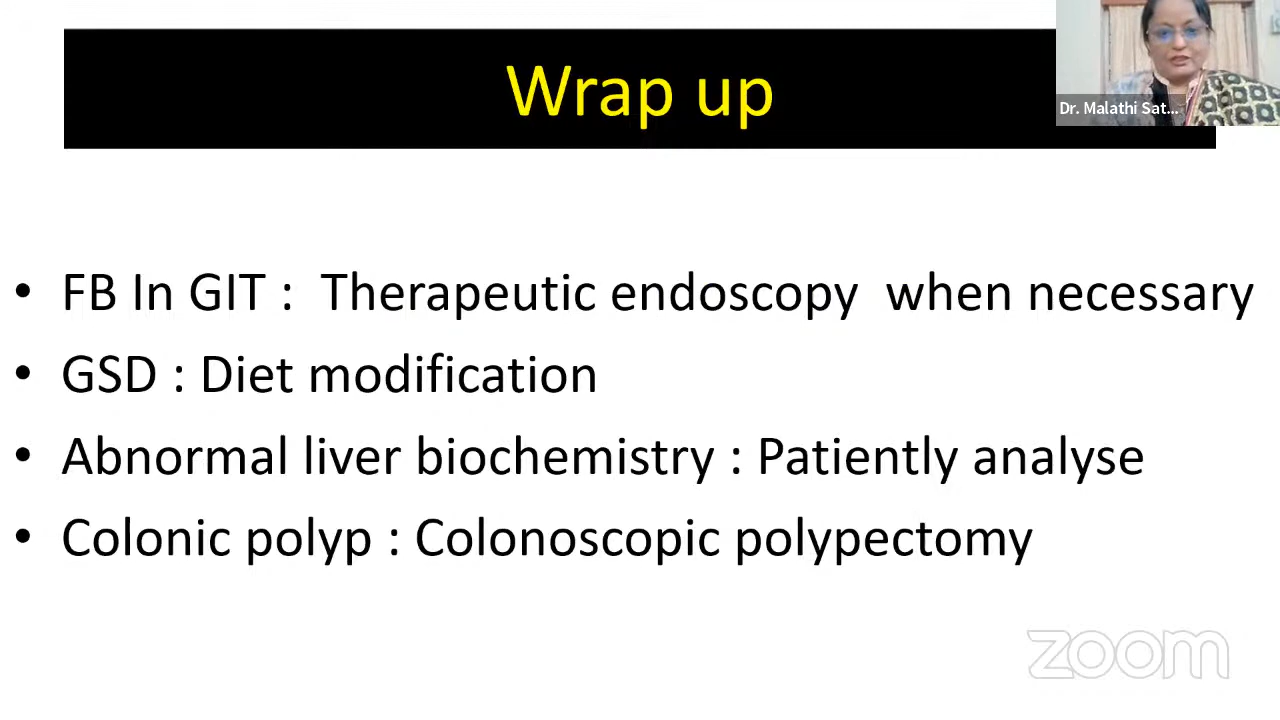 Wrap up
Dr. Malathi Sat...
• FB In GIT : Therapeutic endoscopy when necessary
• GSD : Diet modification
• Abnormal liver biochemistry : Patiently analyse
• Colonic polyp : Colonoscopic polypectomy
zoom